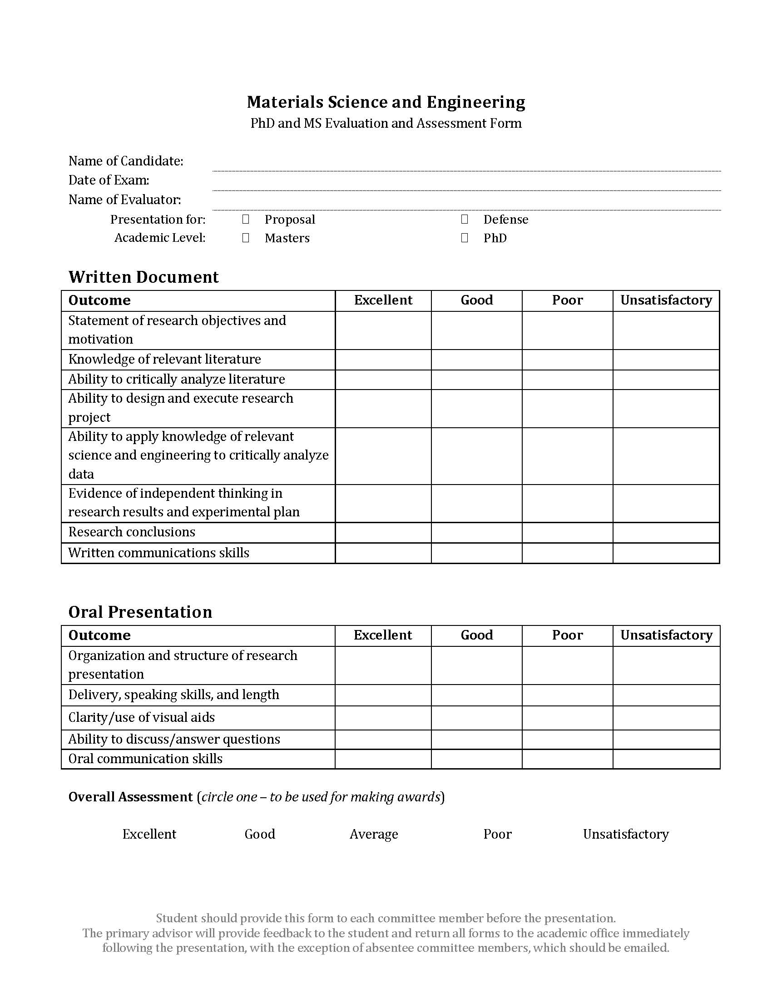 Materials Science and Engineering
PhD and MS Evaluation and Assessment Form
Name of Candidate:
Date of Exam:
Name of Evaluator:
Presentation for: Proposal Defense
Academic Level: Masters PhD
Written Document
Outcome Excellent Good Poor Unsatisfactory
Statement of research objectives and
motivation
Knowledge of relevant literature
Ability to critically analyze literature
Ability to design and execute research
project
Ability to apply knowledge of relevant
science and engineering to critically analyze
data
Evidence of independent thinking in
research results and experimental plan
Research conclusions
Written communications skills
Oral Presentation
Outcome Excellent Good Poor Unsatisfactory
Organization and structure of research
presentation
Delivery, speaking skills, and length
Clarity/use of visual aids
Ability to discuss/answer questions
Oral communication skills
Overall Assessment (circle one – to be used for making awards)
Excellent Good Average Poor Unsatisfactory
Student should provide this form to each committee member before the presentation.
The primary advisor will provide feedback to the student and return all forms to the academic office immediately
following the presentation, with the exception of absentee committee members, which should be emailed.